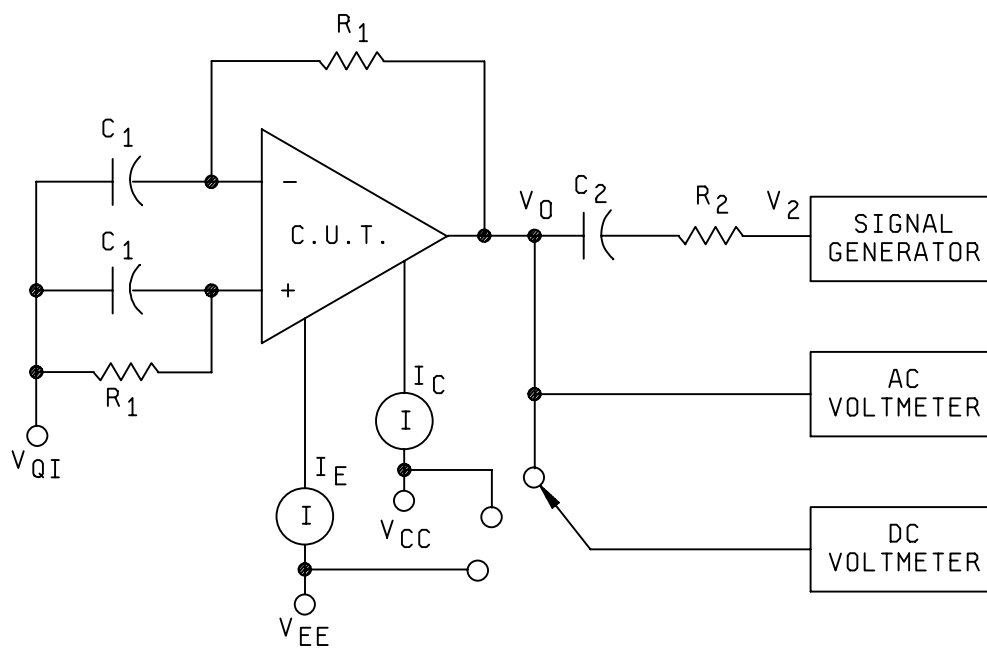 R1
C1
-
C.U.T.
VO
C2
R2
V2
SIGNAL
GENERATOR
C1
+
R1
VQI
IC
I
AC
VOLTMETER
IE
I
VCC
DC
VOLTMETER
VEE